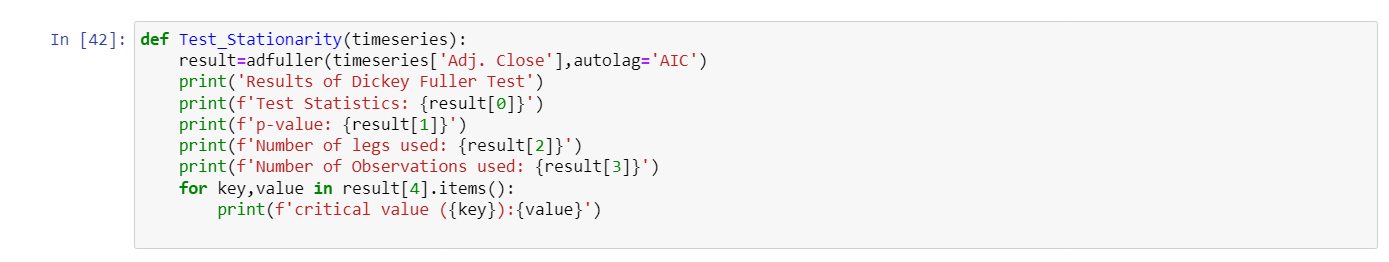 In [42]: def Test_Stationarity(timeseries):
    result=adfuller(timeseries['Adj. Close'],autolag='AIC')
    print('Results of Dickey Fuller Test')
    print(f'Test Statistics: {result[0]}')
    print(f'p-value: {result[1]}')
    print(f'Number of legs used: {result[2]}')
    print(f'Number of Observations used: {result[3]}')
    for key,value in result[4].items():
        print(f'critical value ({key}):{value}')